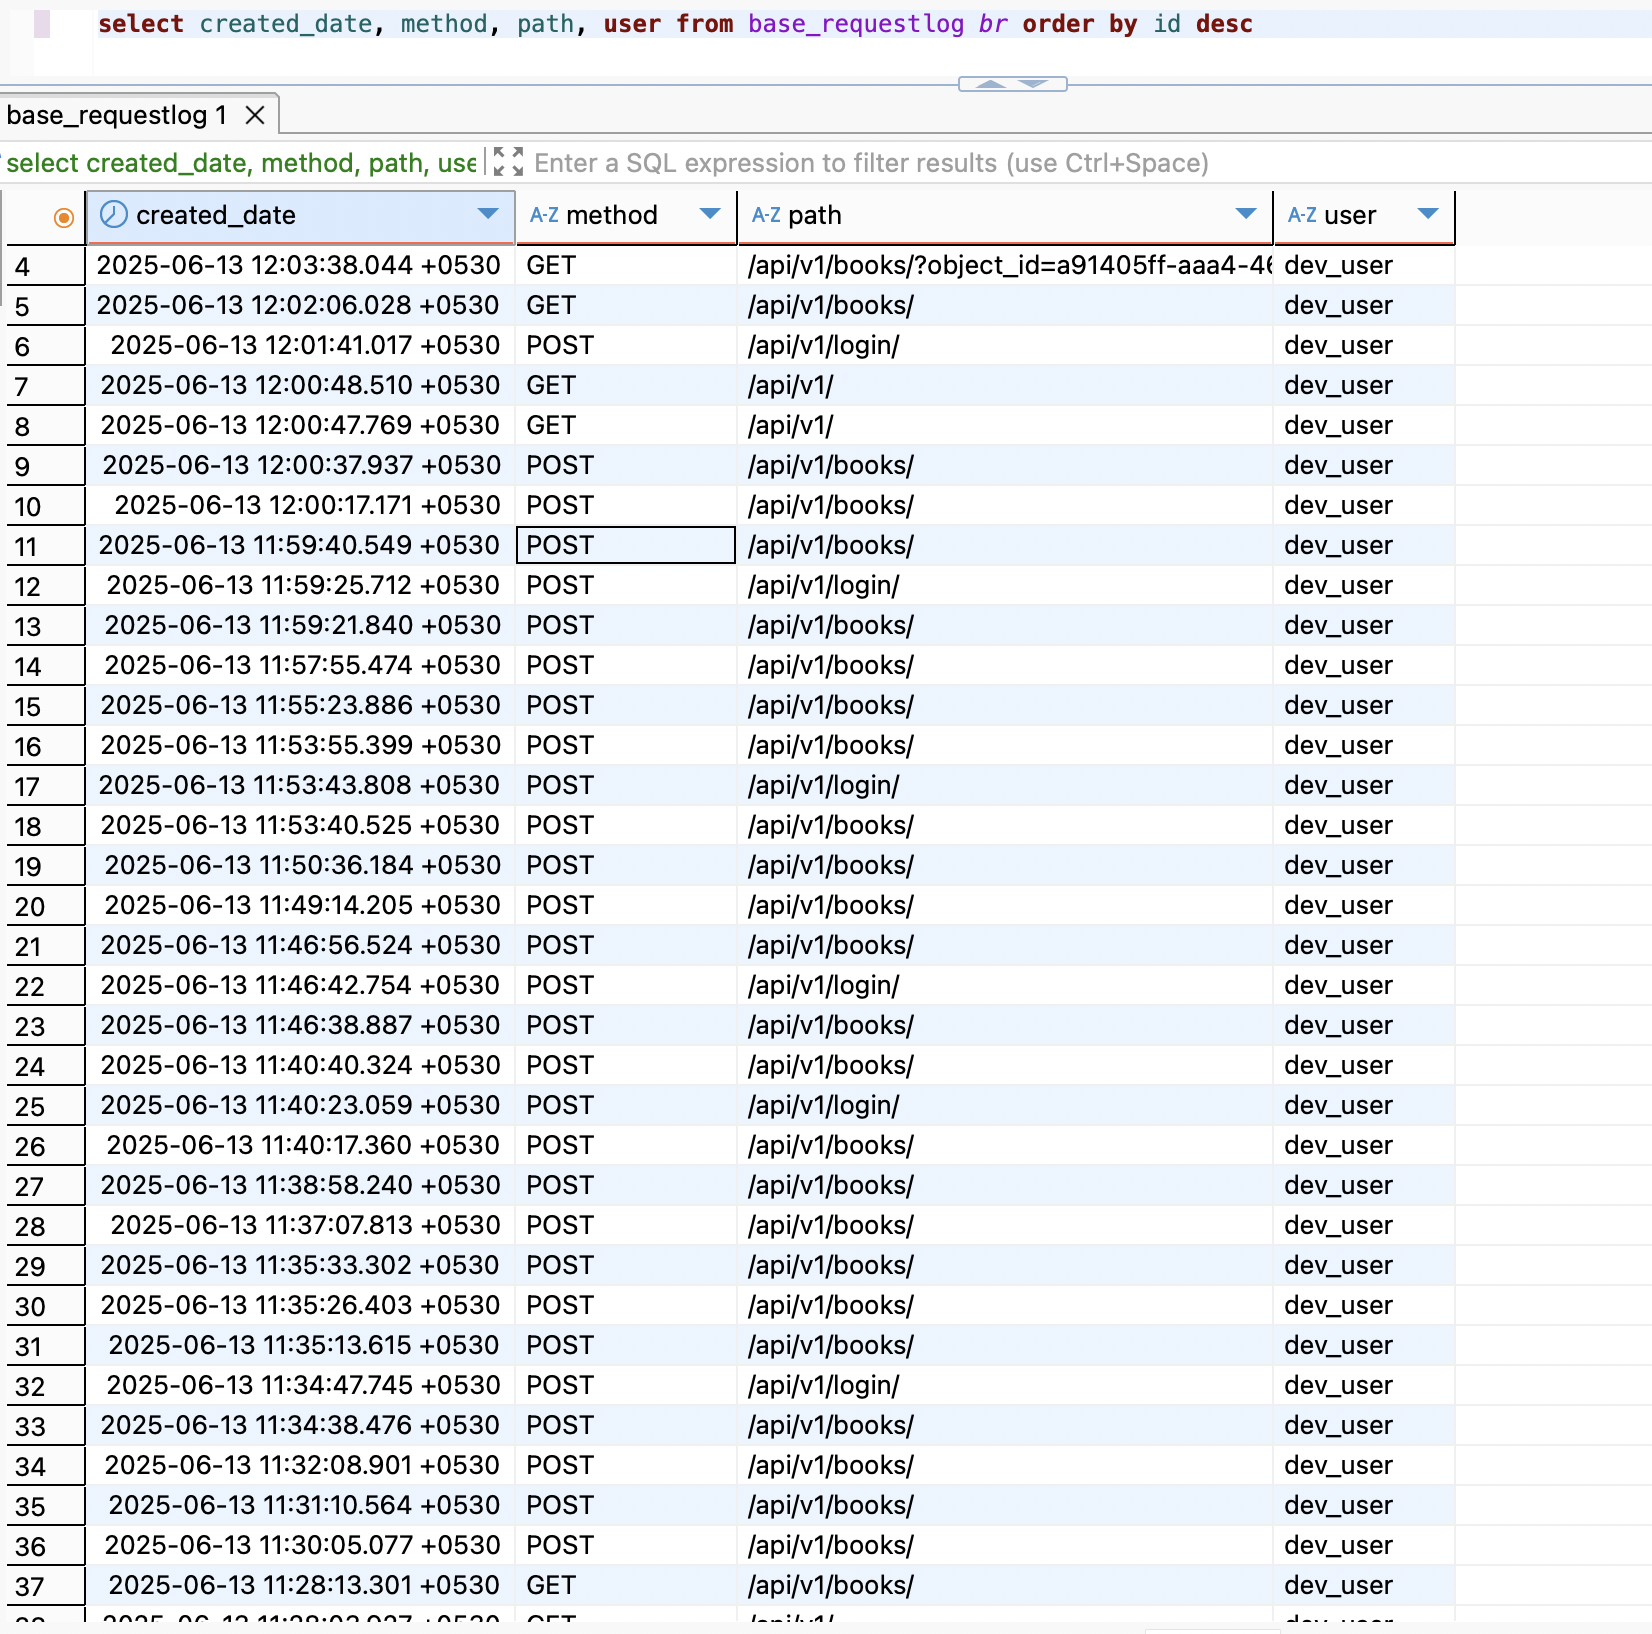 select created_date, method, path, user from base_requestlog br order by id desc
base_requestlog 1
select created_date, method, path, use Enter a SQL expression to filter results (use Ctrl+Space)
created_date A-Z method A-Z path A-Z user
4 2025-06-13 12:03:38.044 +0530 GET /api/v1/books/?object_id=a91405ff-aaa4-46 dev_user
5 2025-06-13 12:02:06.028 +0530 GET /api/v1/books/ dev_user
6 2025-06-13 12:01:41.017 +0530 POST /api/v1/login/ dev_user
7 2025-06-13 12:00:48.510 +0530 GET /api/v1/ dev_user
8 2025-06-13 12:00:47.769 +0530 GET /api/v1/ dev_user
9 2025-06-13 12:00:37.937 +0530 POST /api/v1/books/ dev_user
10 2025-06-13 12:00:17.171 +0530 POST /api/v1/books/ dev_user
11 2025-06-13 11:59:40.549 +0530 POST /api/v1/books/ dev_user
12 2025-06-13 11:59:25.712 +0530 POST /api/v1/login/ dev_user
13 2025-06-13 11:59:21.840 +0530 POST /api/v1/books/ dev_user
14 2025-06-13 11:57:55.474 +0530 POST /api/v1/books/ dev_user
15 2025-06-13 11:55:23.886 +0530 POST /api/v1/books/ dev_user
16 2025-06-13 11:53:55.399 +0530 POST /api/v1/books/ dev_user
17 2025-06-13 11:53:43.808 +0530 POST /api/v1/login/ dev_user
18 2025-06-13 11:53:40.525 +0530 POST /api/v1/books/ dev_user
19 2025-06-13 11:50:36.184 +0530 POST /api/v1/books/ dev_user
20 2025-06-13 11:49:14.205 +0530 POST /api/v1/books/ dev_user
21 2025-06-13 11:46:56.524 +0530 POST /api/v1/books/ dev_user
22 2025-06-13 11:46:42.754 +0530 POST /api/v1/login/ dev_user
23 2025-06-13 11:46:38.887 +0530 POST /api/v1/books/ dev_user
24 2025-06-13 11:40:40.324 +0530 POST /api/v1/books/ dev_user
25 2025-06-13 11:40:23.059 +0530 POST /api/v1/login/ dev_user
26 2025-06-13 11:40:17.360 +0530 POST /api/v1/books/ dev_user
27 2025-06-13 11:38:58.240 +0530 POST /api/v1/books/ dev_user
28 2025-06-13 11:37:07.813 +0530 POST /api/v1/books/ dev_user
29 2025-06-13 11:35:33.302 +0530 POST /api/v1/books/ dev_user
30 2025-06-13 11:35:26.403 +0530 POST /api/v1/books/ dev_user
31 2025-06-13 11:35:13.615 +0530 POST /api/v1/books/ dev_user
32 2025-06-13 11:34:47.745 +0530 POST /api/v1/login/ dev_user
33 2025-06-13 11:34:38.476 +0530 POST /api/v1/books/ dev_user
34 2025-06-13 11:32:08.901 +0530 POST /api/v1/books/ dev_user
35 2025-06-13 11:31:10.564 +0530 POST /api/v1/books/ dev_user
36 2025-06-13 11:30:05.077 +0530 POST /api/v1/books/ dev_user
37 2025-06-13 11:28:13.301 +0530 GET /api/v1/books/ dev_user